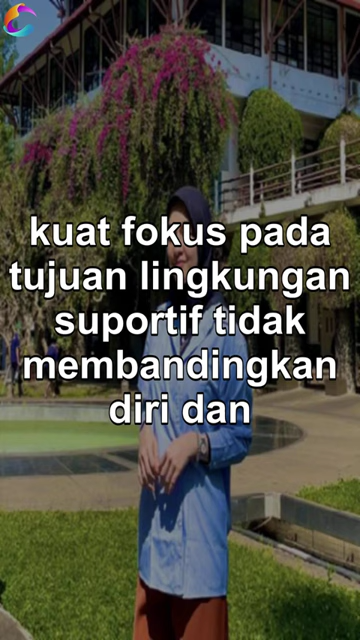 kuat fokus pada
tujuan lingkungan
suportif tidak
membandingkan
diri dan